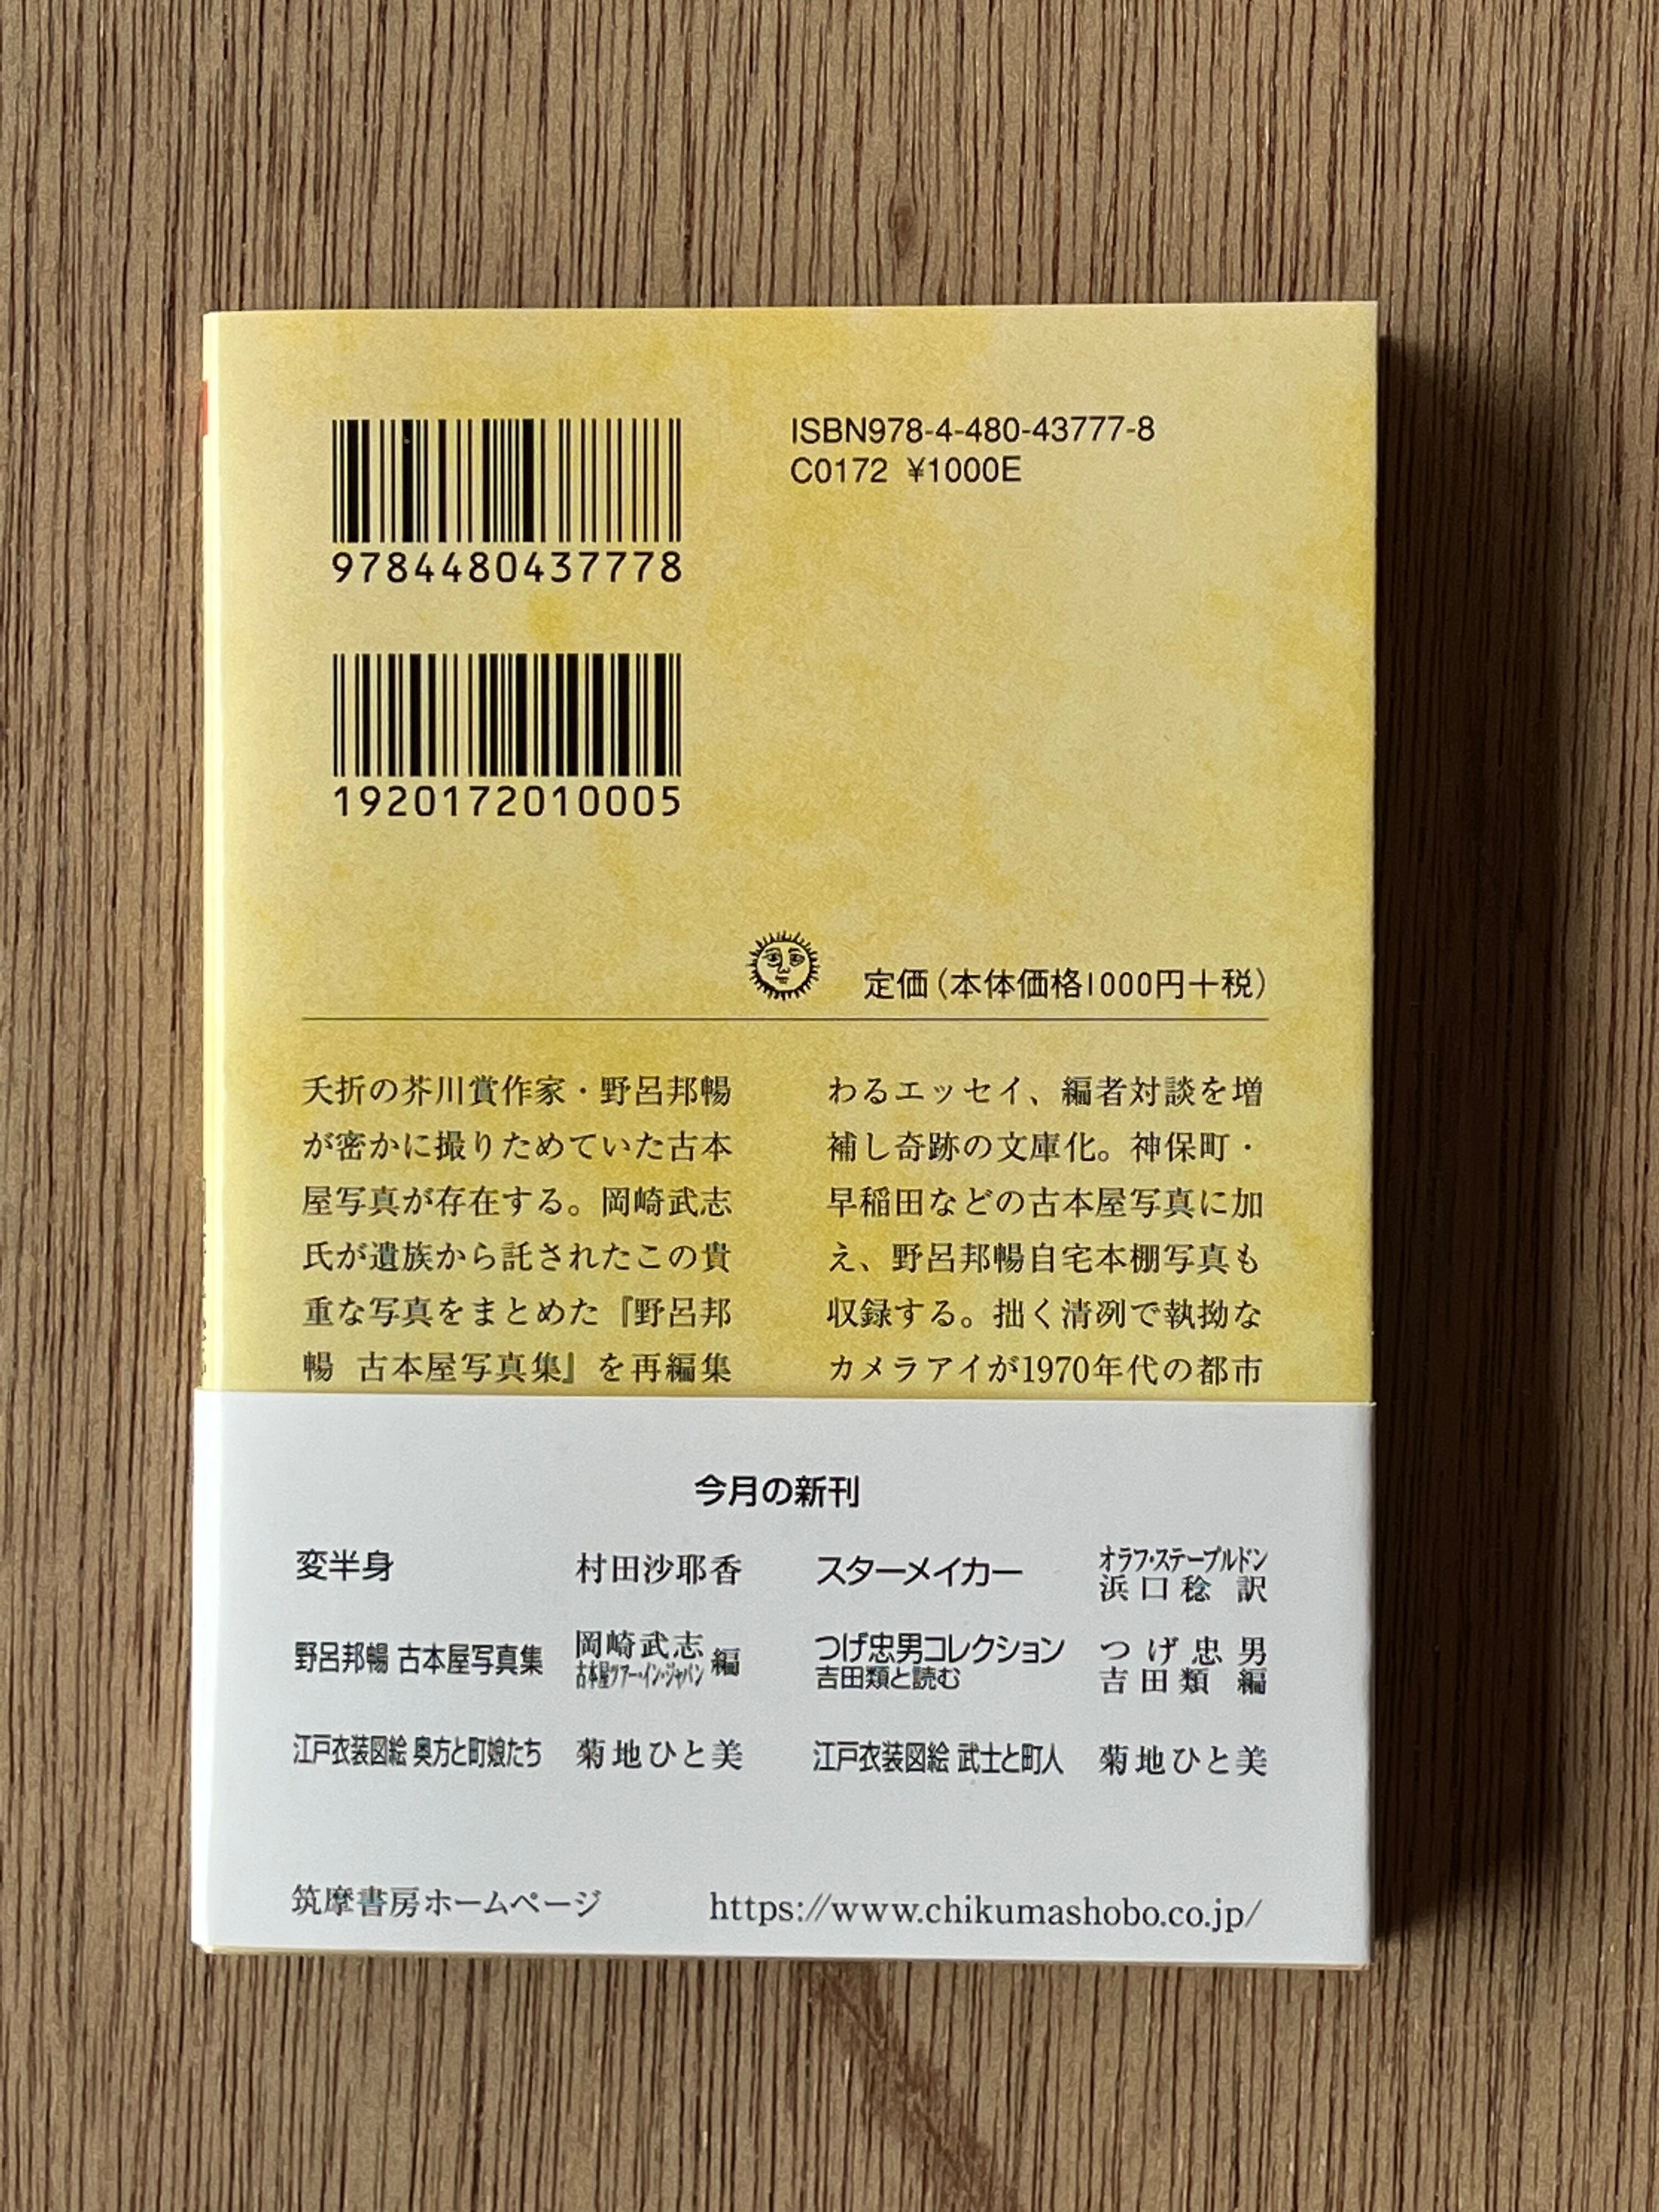 ISBN978-4-480-43777-8
C0172 ¥1000E
9784480437778
1920172010005
定価(本体価格1000円+税)
夭折の芥川賞作家・野呂邦暢
が密かに撮りためていた古本
屋写真が存在する。岡崎武志
氏が遺族から託されたこの貴
重な写真をまとめた『野呂邦
暢 古本屋写真集』を再編集
わるエッセイ、編者対談を増
補し奇跡の文庫化。神保町・
早稲田などの古本屋写真に加
え、野呂邦暢自宅本棚写真も
収録する。拙く清冽で執拗な
カメラアイが1970年代の都市
今月の新刊
変半身 村田沙耶香
野呂邦暢 古本屋写真集 岡崎武志 古本屋ツアー・イン・ジャパン 編
江戸衣装図絵 奥方と町娘たち 菊地ひと美
スターメイカー オラフ・ステープルドン
浜口稔 訳
つげ忠男コレクション つげ忠男
吉田類と読む 吉田類 編
江戸衣装図絵 武士と町人 菊地ひと美
筑摩書房ホームページ https://www.chikumashobo.co.jp/